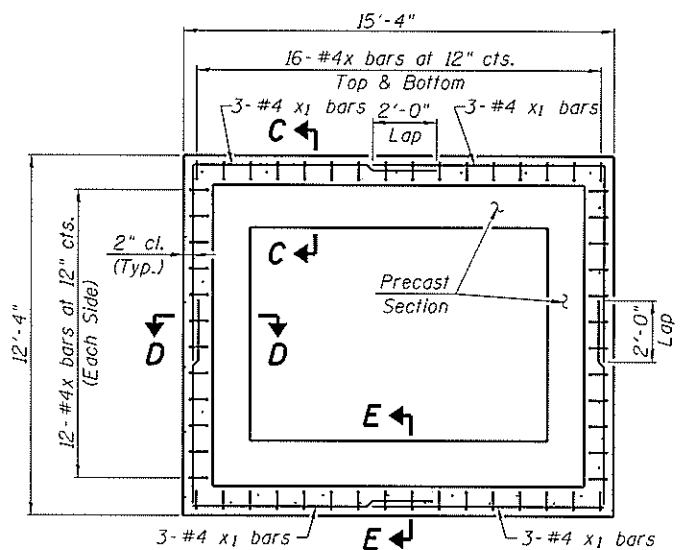 15'-4"
16- #4x bars at 12" cts.
Top & Bottom
3- #4 x1 bars
2'-0"
Lap
3- #4 x1 bars
C
C
2" cl.
(Typ.)
Precast
Section
D
D
12'-4"
12- #4x bars at 12" cts.
(Each Side)
2'-0"
Lap
E
E
3- #4 x1 bars
3- #4 x1 bars